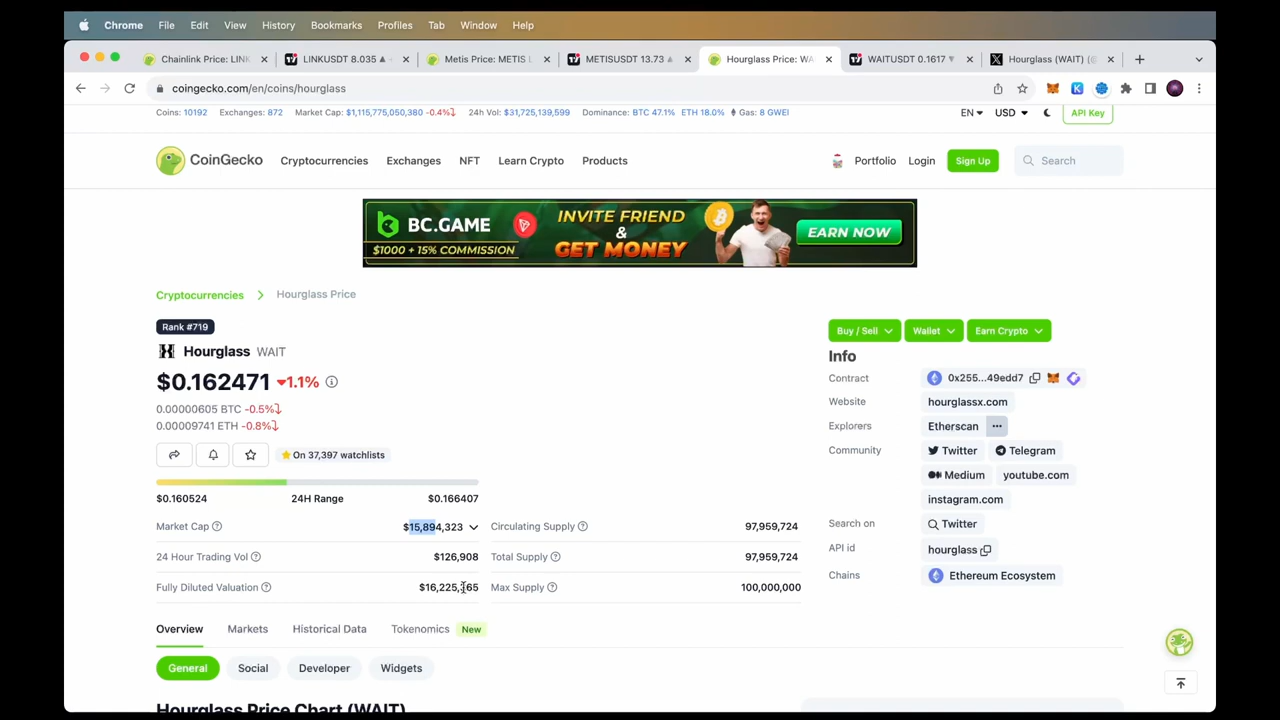 Chrome File Edit View History Bookmarks Profiles Tab Window Help
Chainlink Price: LINK LINKUSDT 8.035 ▲ Metis Price: METIS METISUSDT 13.73 ▲ Hourglass Price: WA WAITUSDT 0.1617 ▼ Hourglass (WAIT) (@
coingecko.com/en/coins/hourglass
Coins: 10192 Exchanges: 872 Market Cap: $1,115,775,050,380 -0.4% 24h Vol: $31,725,139,599 Dominance: BTC 47.1% ETH 18.0% Gas: 8 GWEI EN USD API Key
CoinGecko Cryptocurrencies Exchanges NFT Learn Crypto Products Portfolio Login Sign Up Search
BC.GAME
$1000 + 15% COMMISSION
INVITE FRIEND
&
GET MONEY
EARN NOW
Cryptocurrencies > Hourglass Price
Rank #719
Hourglass WAIT
$0.162471 ▼1.1%
0.00000605 BTC -0.5%
0.00009741 ETH -0.8%
On 37,397 watchlists
$0.160524 24H Range $0.166407
Market Cap $15,894,323
24 Hour Trading Vol $126,908
Fully Diluted Valuation
Circulating Supply 97,959,724
Total Supply 97,959,724
Max Supply 100,000,000
Buy / Sell Wallet Earn Crypto
Info
Contract 0x255...49edd7
Website hourglassx.com
Explorers Etherscan ...
Community Twitter Telegram
Medium youtube.com
instagram.com
Search on Twitter
API id hourglass
Chains Ethereum Ecosystem
Overview Markets Historical Data Tokenomics New
General Social Developer Widgets
Hourglass Price Chart (WAIT)